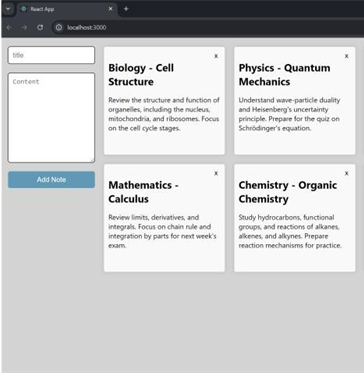 React App
localhost:3000
title
Content
Add Note
x
Biology - Cell
Structure
Review the structure and function of
organelles, including the nucleus,
mitochondria, and ribosomes. Focus
on the cell cycle stages.
x
Physics - Quantum
Mechanics
Understand wave-particle duality
and Heisenberg's uncertainty
principle. Prepare for the quiz on
Schrödinger's equation.
x
Mathematics -
Calculus
Review limits, derivatives, and
integrals. Focus on chain rule and
integration by parts for next week's
exam.
x
Chemistry - Organic
Chemistry
Study hydrocarbons, functional
groups, and reactions of alkanes,
alkenes, and alkynes. Prepare
reaction mechanisms for practice.